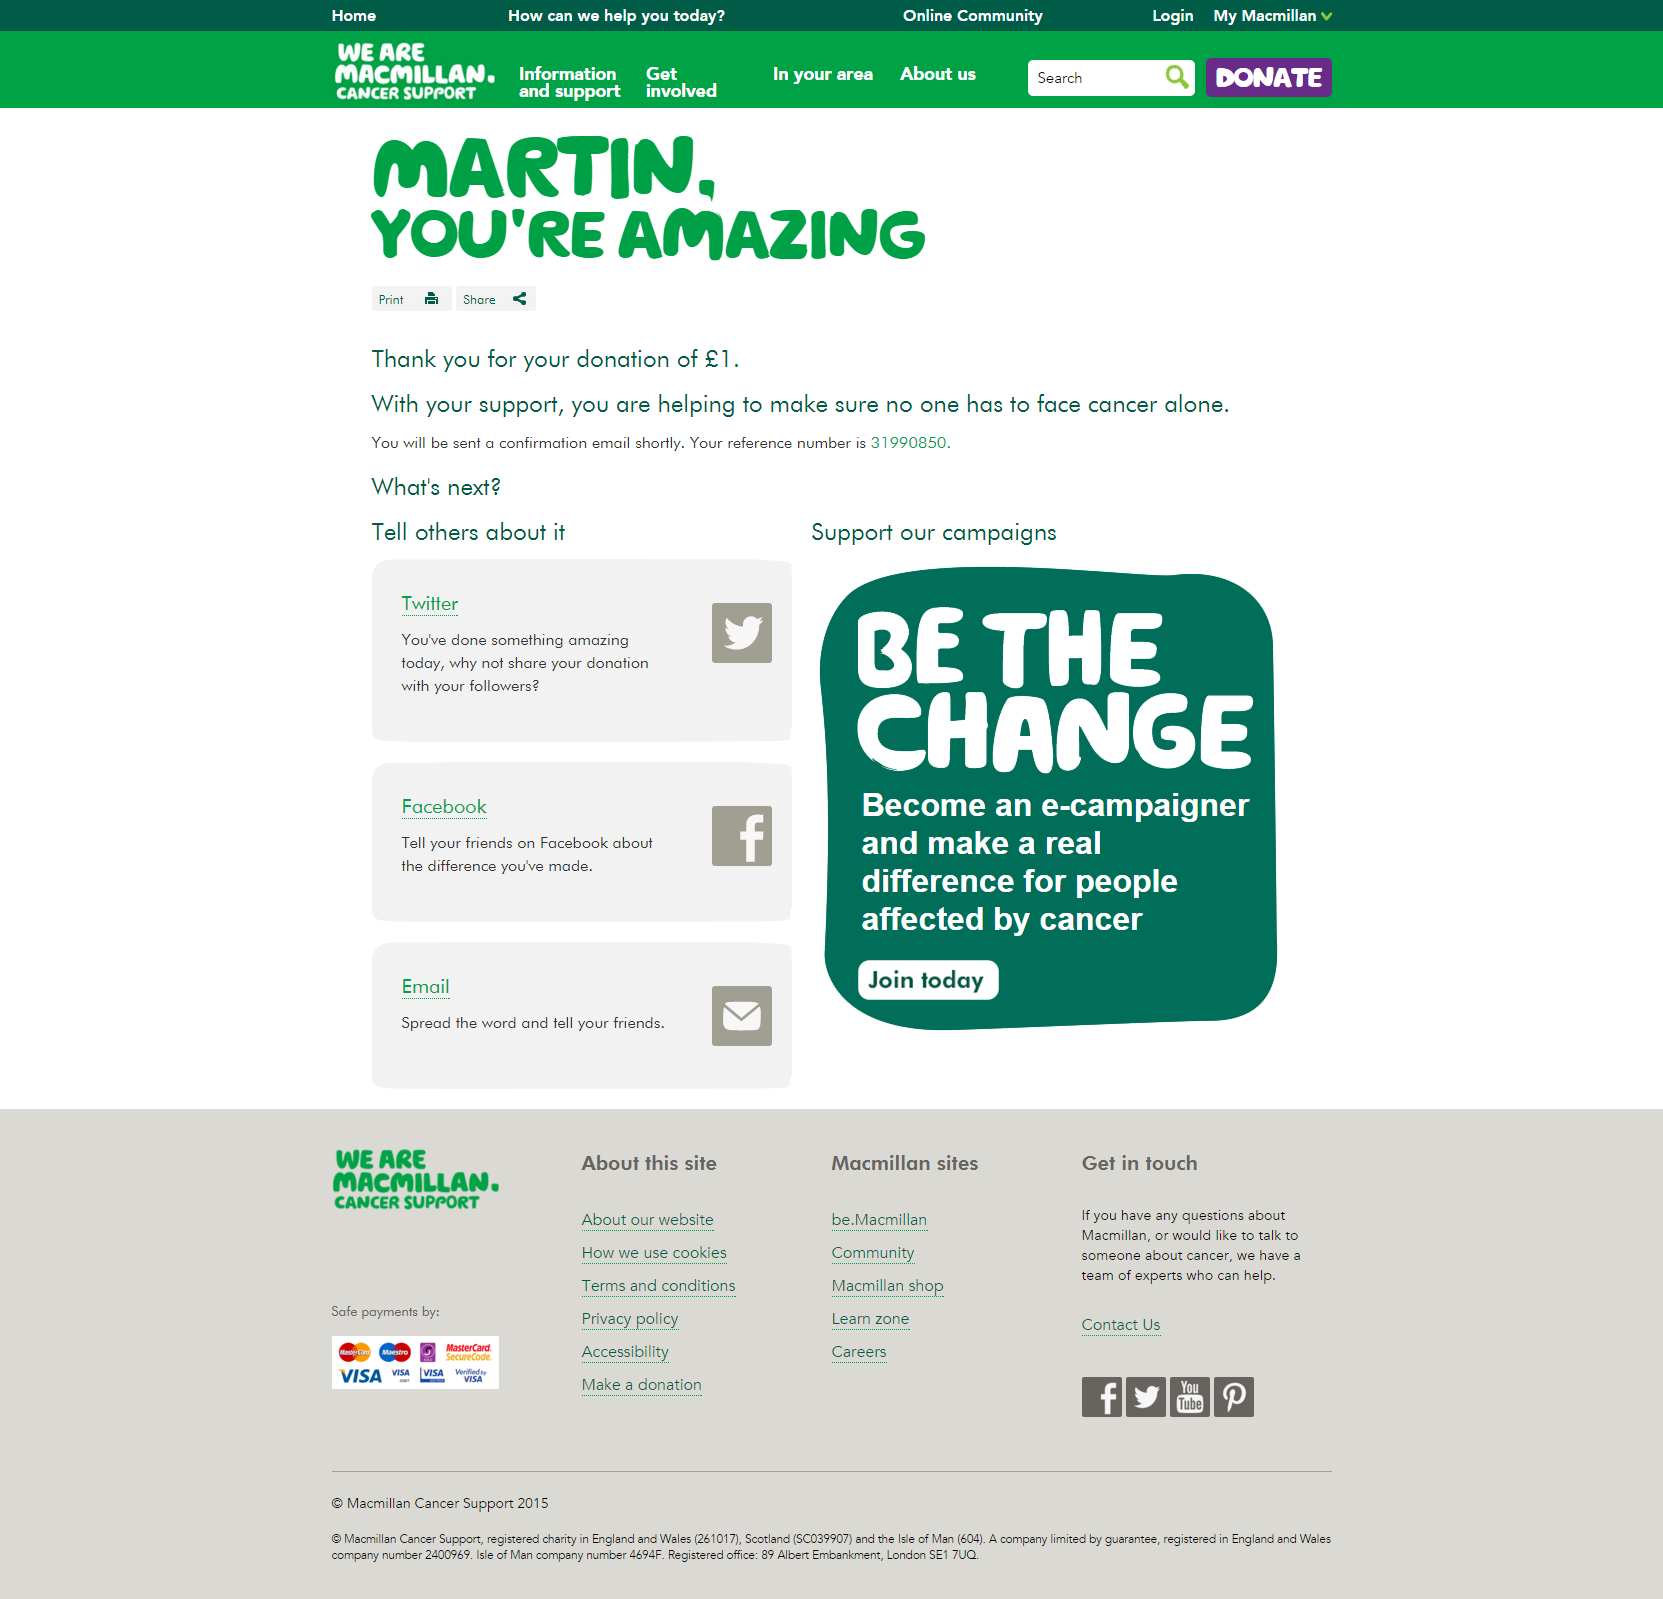 Home
How can we help you today?
Online Community
Login
My Macmillan
WE ARE
MACMILLAN.
CANCER SUPPORT
Information
and support
Get
involved
In your area
About us
Search
DONATE
MARTIN,
YOU'RE AMAZING
Print
Share
Thank you for your donation of £1.
With your support, you are helping to make sure no one has to face cancer alone.
You will be sent a confirmation email shortly. Your reference number is 31990850.
What's next?
Tell others about it
Twitter
You've done something amazing
today, why not share your donation
with your followers?
Facebook
Tell your friends on Facebook about
the difference you've made.
Email
Spread the word and tell your friends.
Support our campaigns
BE THE
CHANGE
Become an e-campaigner
and make a real
difference for people
affected by cancer
Join today
WE ARE
MACMILLAN.
CANCER SUPPORT
Safe payments by:
MasterCard
Maestro
MasterCard.
SecureCode.
VISA
VISA
DEBIT
VISA
Verified by
VISA
About this site
About our website
How we use cookies
Terms and conditions
Privacy policy
Accessibility
Make a donation
Macmillan sites
be.Macmillan
Community
Macmillan shop
Learn zone
Careers
Get in touch
If you have any questions about
Macmillan, or would like to talk to
someone about cancer, we have a
team of experts who can help.
Contact Us
You
Tube
© Macmillan Cancer Support 2015
© Macmillan Cancer Support, registered charity in England and Wales (261017), Scotland (SC039907) and the Isle of Man (604). A company limited by guarantee, registered in England and Wales
company number 2400969. Isle of Man company number 4694F. Registered office: 89 Albert Embankment, London SE1 7UQ.